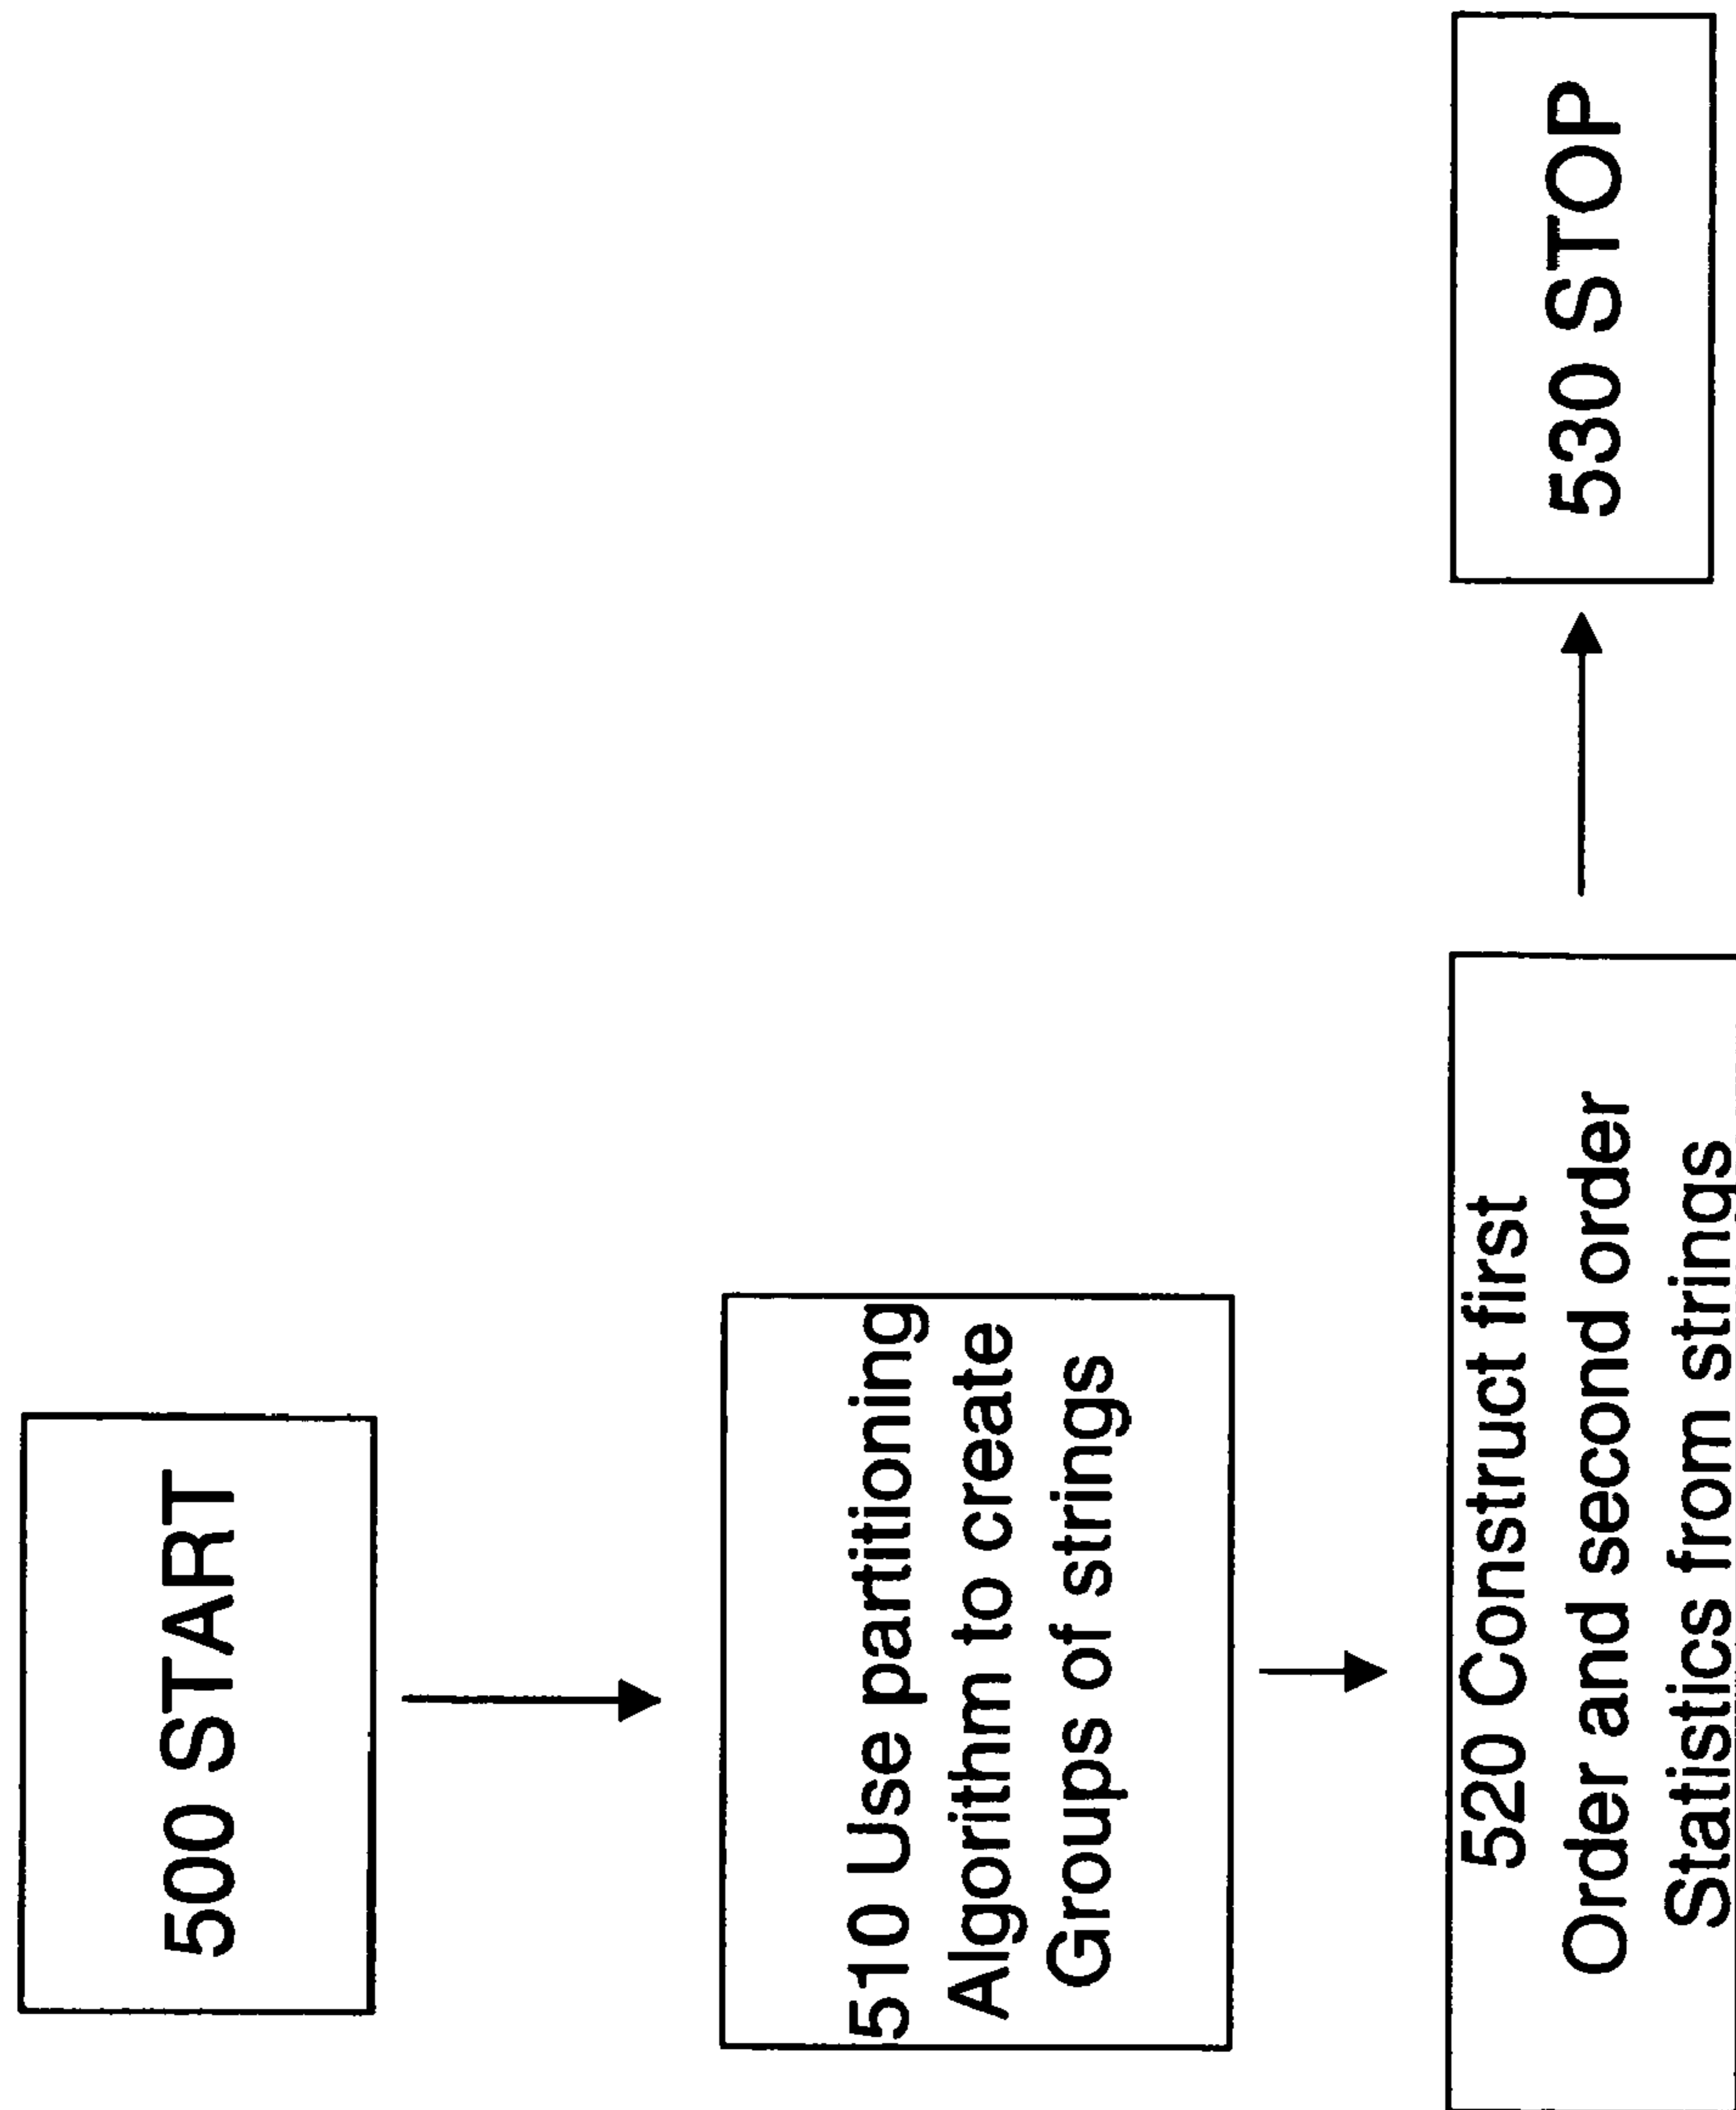 500 START
510 Use partitioning
Algorithm to create
Groups of strings
520 Construct first
Order and second order
Statistics from strings
530 STOP